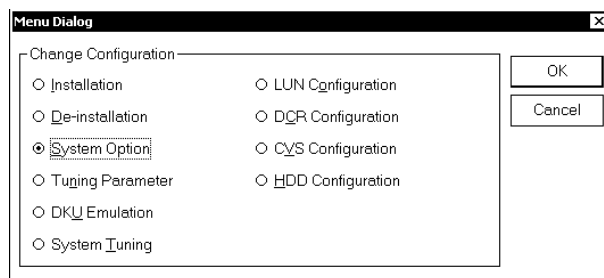 Menu Dialog
Change Configuration
Installation
De-installation
System Option
Tuning Parameter
DKU Emulation
System Tuning
LUN Configuration
DCR Configuration
CVS Configuration
HDD Configuration
OK
Cancel